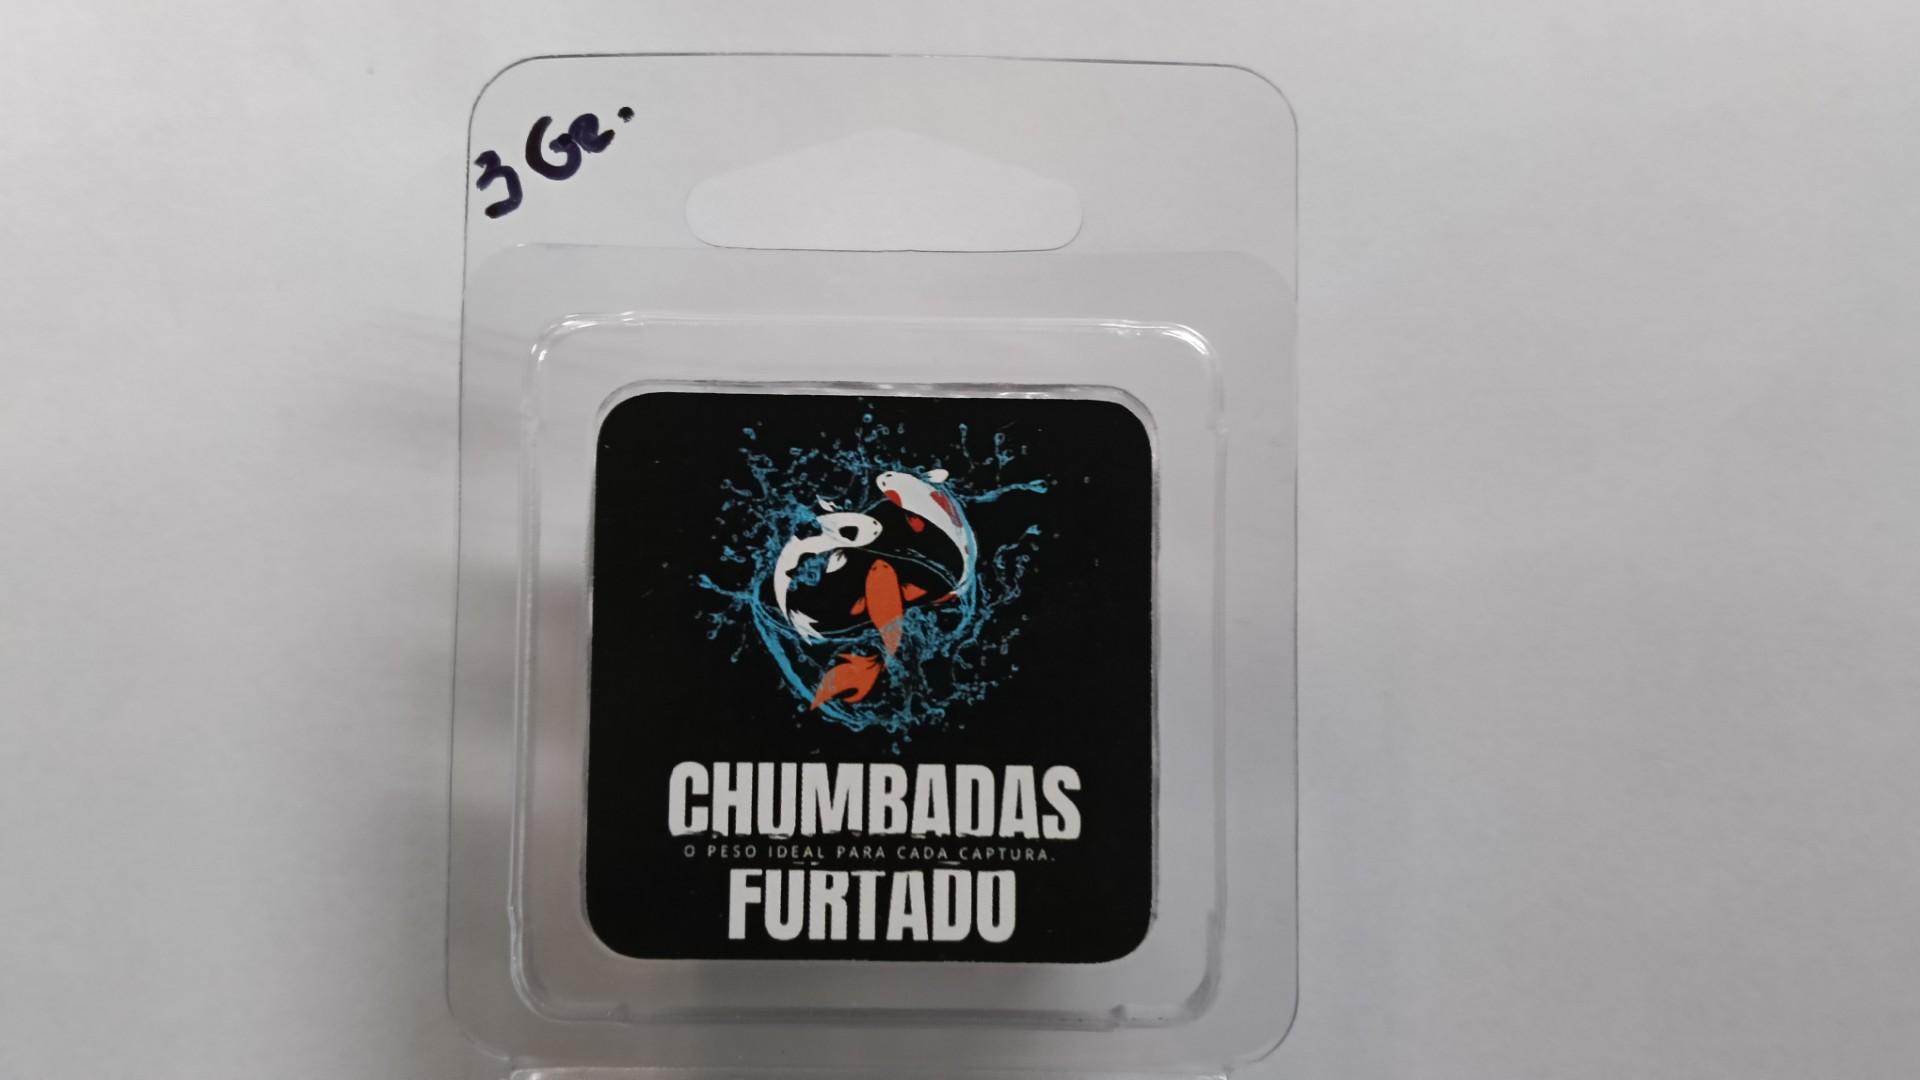 3 Gr.
CHUMBADAS
O PESO IDEAL PARA CADA CAPTURA.
FURTADO